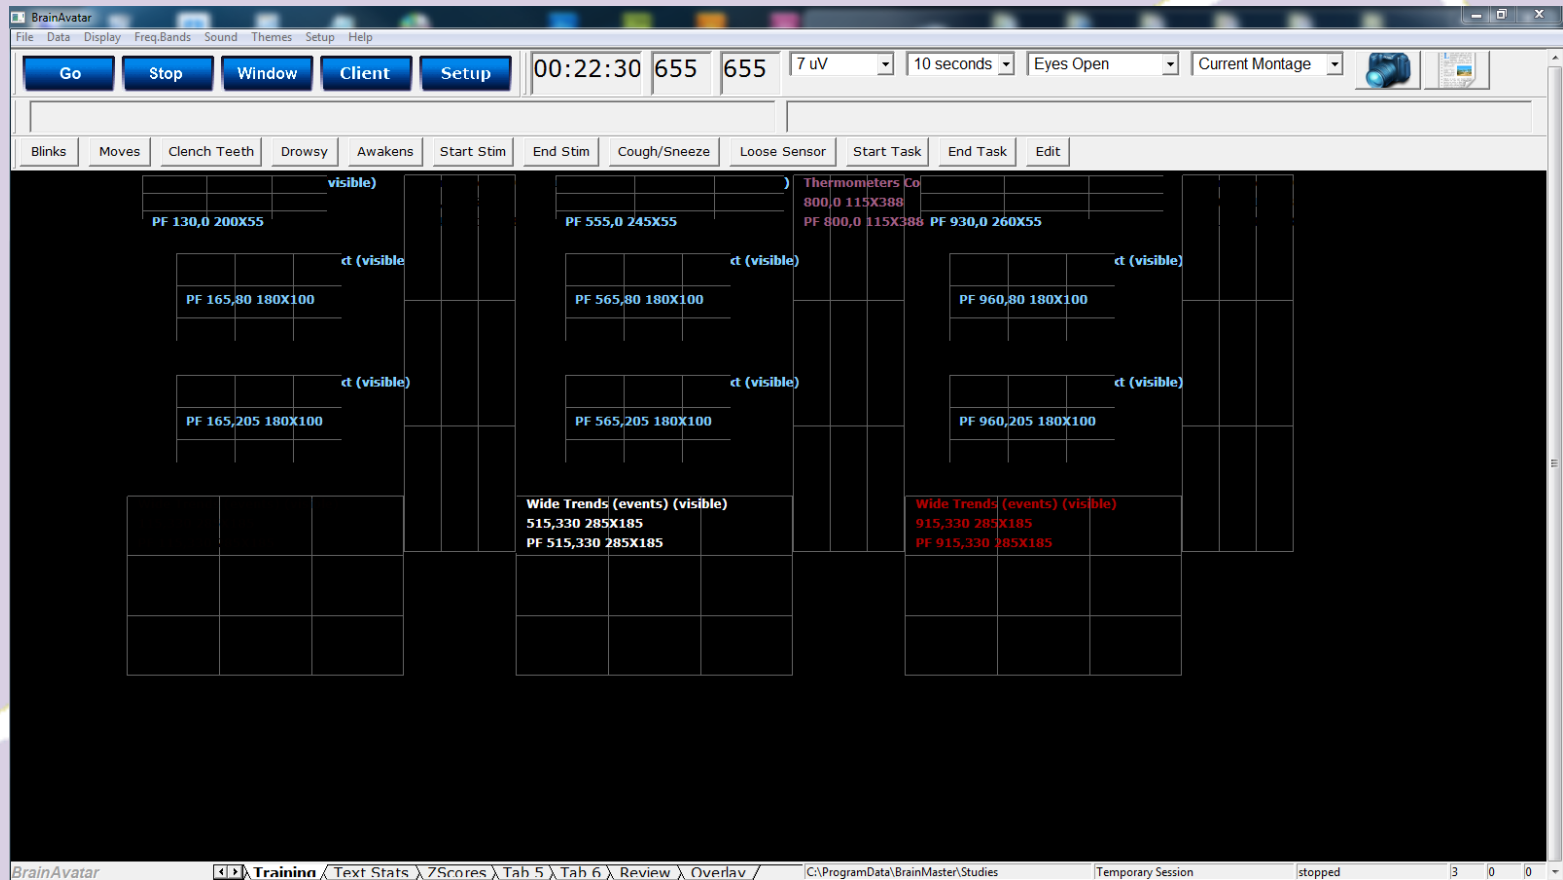 BrainAvatar
File Data Display Freq.Bands Sound Themes Setup Help
Go Stop Window Client Setup 00:22:30 655 655 7 uV 10 seconds Eyes Open Current Montage
Blinks Moves Clench Teeth Drowsy Awakens Start Stim End Stim Cough/Sneeze Loose Sensor Start Task End Task Edit
visible) ) Thermometers Co
800,0 115X388
PF 130,0 200X55 PF 555,0 245X55 PF 800,0 115X388 PF 930,0 260X55
ct (visible ct (visible) ct (visible)
PF 165,80 180X100 PF 565,80 180X100 PF 960,80 180X100
ct (visible) ct (visible) ct (visible)
PF 165,205 180X100 PF 565,205 180X100 PF 960,205 180X100
Wide Trends (events) (visible) Wide Trends (events) (visible)
515,330 285X185 915,330 285X185
PF 515,330 285X185 PF 915,330 285X185
BrainAvatar Training Text Stats ZScores Tab 5 Tab 6 Review Overlay C:\ProgramData\BrainMaster\Studies Temporary Session stopped 3 0 0